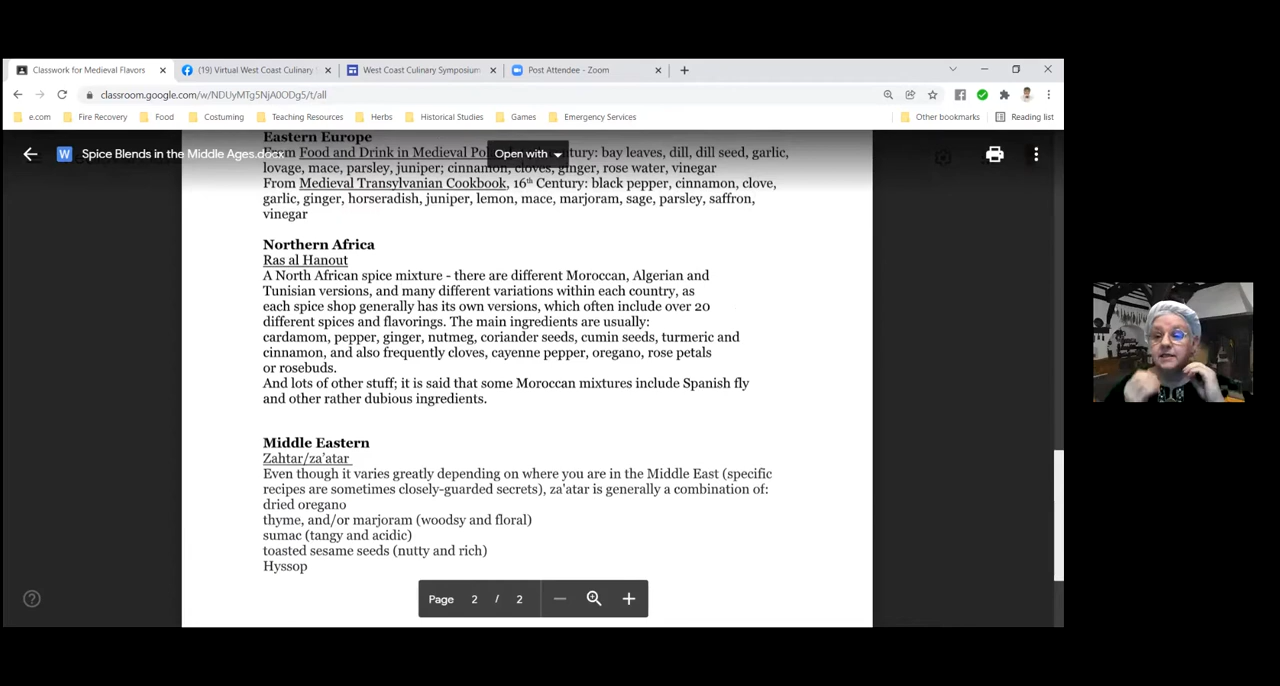 Classwork for Medieval Flavors
(19) Virtual West Coast Culinary
West Coast Culinary Symposium
Post Attendee - Zoom
classroom.google.com/w/NDUyMTg5NjA0ODg5/t/all
e.com Fire Recovery Food Costuming Teaching Resources Herbs Historical Studies Games Emergency Services Other bookmarks Reading list
Eastern Europe
Spice Blends in the Middle Ages.docx
Open with
From Food and Drink in Medieval Pol century: bay leaves, dill, dill seed, garlic,
lovage, mace, parsley, juniper; cinnamon, cloves, ginger, rose water, vinegar
From Medieval Transylvanian Cookbook, 16th Century: black pepper, cinnamon, clove,
garlic, ginger, horseradish, juniper, lemon, mace, marjoram, sage, parsley, saffron,
vinegar
Northern Africa
Ras al Hanout
A North African spice mixture - there are different Moroccan, Algerian and
Tunisian versions, and many different variations within each country, as
each spice shop generally has its own versions, which often include over 20
different spices and flavorings. The main ingredients are usually:
cardamom, pepper, ginger, nutmeg, coriander seeds, cumin seeds, turmeric and
cinnamon, and also frequently cloves, cayenne pepper, oregano, rose petals
or rosebuds.
And lots of other stuff; it is said that some Moroccan mixtures include Spanish fly
and other rather dubious ingredients.
Middle Eastern
Zahtar/za'atar
Even though it varies greatly depending on where you are in the Middle East (specific
recipes are sometimes closely-guarded secrets), za'atar is generally a combination of:
dried oregano
thyme, and/or marjoram (woodsy and floral)
sumac (tangy and acidic)
toasted sesame seeds (nutty and rich)
Hyssop
Page 2 / 2